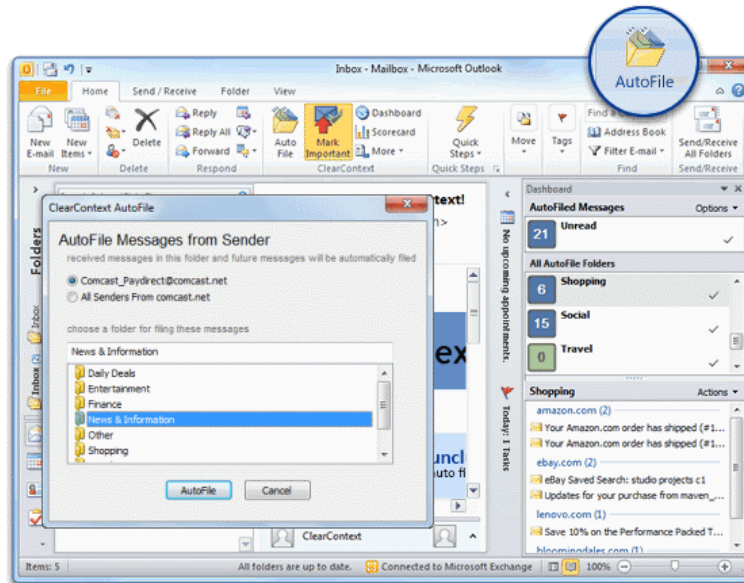 AutoFile
Inbox - Mailbox - Microsoft Outlook
File Home Send / Receive Folder View
New E-mail
New Items
Delete
Reply
Reply All
Forward
Auto File
Mark Important
Dashboard
Scorecard
More
Quick Steps
Move
Tags
Find a
Address Book
Filter E-mail
Send/Receive All Folders
New Delete Respond ClearContext Quick Steps Find Send/Receive
Folders
Inbox
Inbox
ClearContext AutoFile
AutoFile Messages from Sender
received messages in this folder and future messages will be automatically filed
Comcast_Paydirect@comcast.net
All Senders From comcast.net
choose a folder for filing these messages
News & Information
Daily Deals
Entertainment
Finance
News & Information
Other
Shopping
AutoFile Cancel
text!
ClearContext
No upcoming appointments.
Today: 1 Tasks
Dashboard
AutoFiled Messages Options
21 Unread
All AutoFile Folders
6 Shopping
15 Social
0 Travel
Shopping Actions
amazon.com (2)
Your Amazon.com order has shipped (#1...
Your Amazon.com order has shipped (#1...
ebay.com (2)
eBay Saved Search: studio projects c1
Updates for your purchase from maven_...
lenovo.com (1)
Save 10% on the Performance Packed T...
bloomingdales.com (1)
Items: 5 All folders are up to date. Connected to Microsoft Exchange 100%